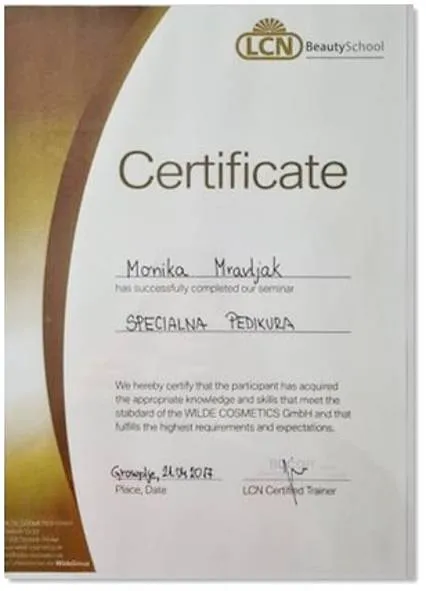 LCN BeautySchool
Certificate
Monika Mravljak
has successfully completed our seminar
SPECIALNA PEDIKURA
We hereby certify that the participant has acquired
the appropriate knowledge and skills that meet the
stabdard of the WILDE COSMETICS GmbH and that
fulfills the highest requirements and expectations.
Grosuplje, 21.04.2017
Place, Date
LCN Certified Trainer